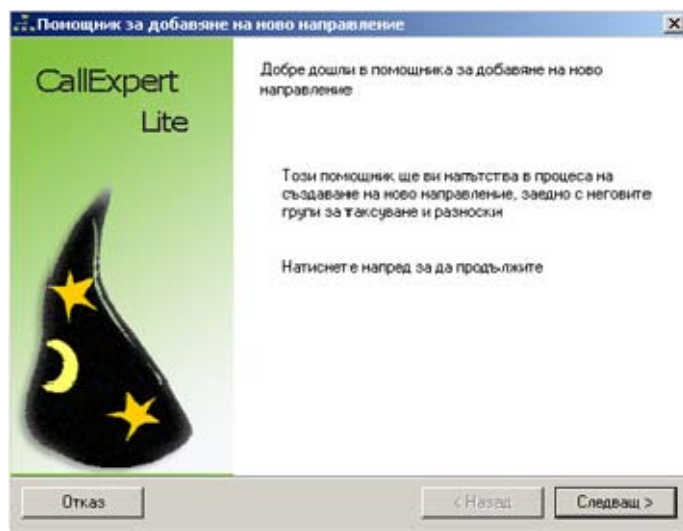 Помощник за добавяне на ново направление
CallExpert
Lite
Добре дошли в помощника за добавяне на ново
направление
Този помощник ще ви напътства в процеса на
създаване на ново направление, заедно с неговите
групи за таксуване и разноски
Натиснете напред за да продължите
Отказ
< Назад
Следващ >